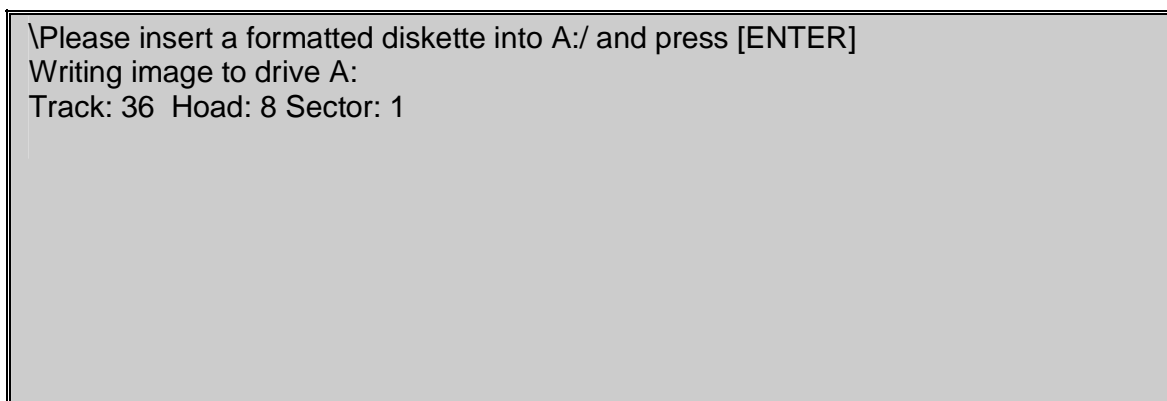 \Please insert a formatted diskette into A:/ and press [ENTER]
Writing image to drive A:
Track: 36  Hoad: 8 Sector: 1